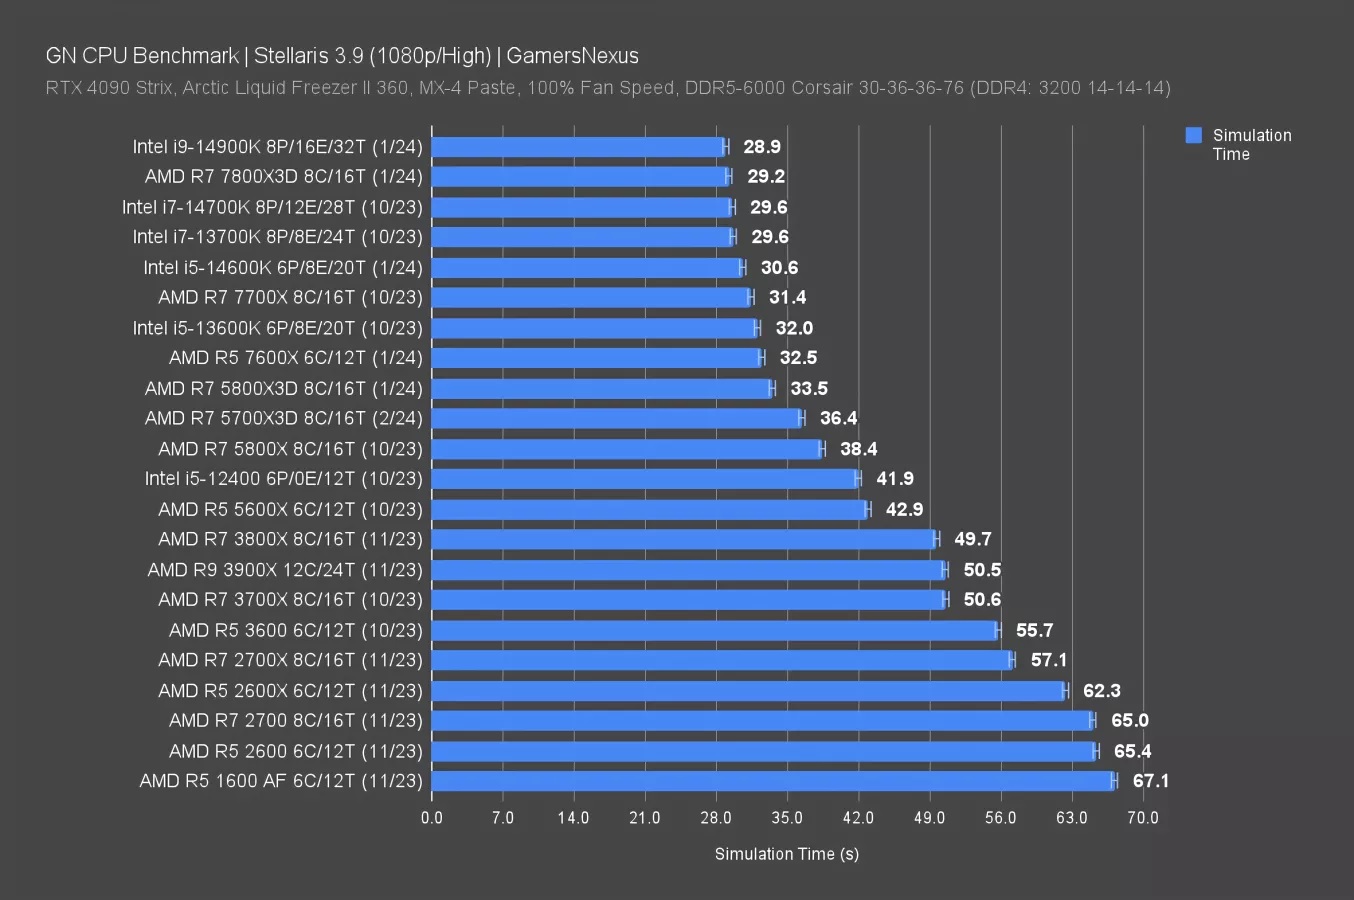 GN CPU Benchmark | Stellaris 3.9 (1080p/High) | GamersNexus
RTX 4090 Strix, Arctic Liquid Freezer II 360, MX-4 Paste, 100% Fan Speed, DDR5-6000 Corsair 30-36-36-76 (DDR4: 3200 14-14-14)
Simulation
Time
Intel i9-14900K 8P/16E/32T (1/24) 28.9
AMD R7 7800X3D 8C/16T (1/24) 29.2
Intel i7-14700K 8P/12E/28T (10/23) 29.6
Intel i7-13700K 8P/8E/24T (10/23) 29.6
Intel i5-14600K 6P/8E/20T (1/24) 30.6
AMD R7 7700X 8C/16T (10/23) 31.4
Intel i5-13600K 6P/8E/20T (10/23) 32.0
AMD R5 7600X 6C/12T (1/24) 32.5
AMD R7 5800X3D 8C/16T (1/24) 33.5
AMD R7 5700X3D 8C/16T (2/24) 36.4
AMD R7 5800X 8C/16T (10/23) 38.4
Intel i5-12400 6P/0E/12T (10/23) 41.9
AMD R5 5600X 6C/12T (10/23) 42.9
AMD R7 3800X 8C/16T (11/23) 49.7
AMD R9 3900X 12C/24T (11/23) 50.5
AMD R7 3700X 8C/16T (10/23) 50.6
AMD R5 3600 6C/12T (10/23) 55.7
AMD R7 2700X 8C/16T (11/23) 57.1
AMD R5 2600X 6C/12T (11/23) 62.3
AMD R7 2700 8C/16T (11/23) 65.0
AMD R5 2600 6C/12T (11/23) 65.4
AMD R5 1600 AF 6C/12T (11/23) 67.1
0.0 7.0 14.0 21.0 28.0 35.0 42.0 49.0 56.0 63.0 70.0
Simulation Time (s)